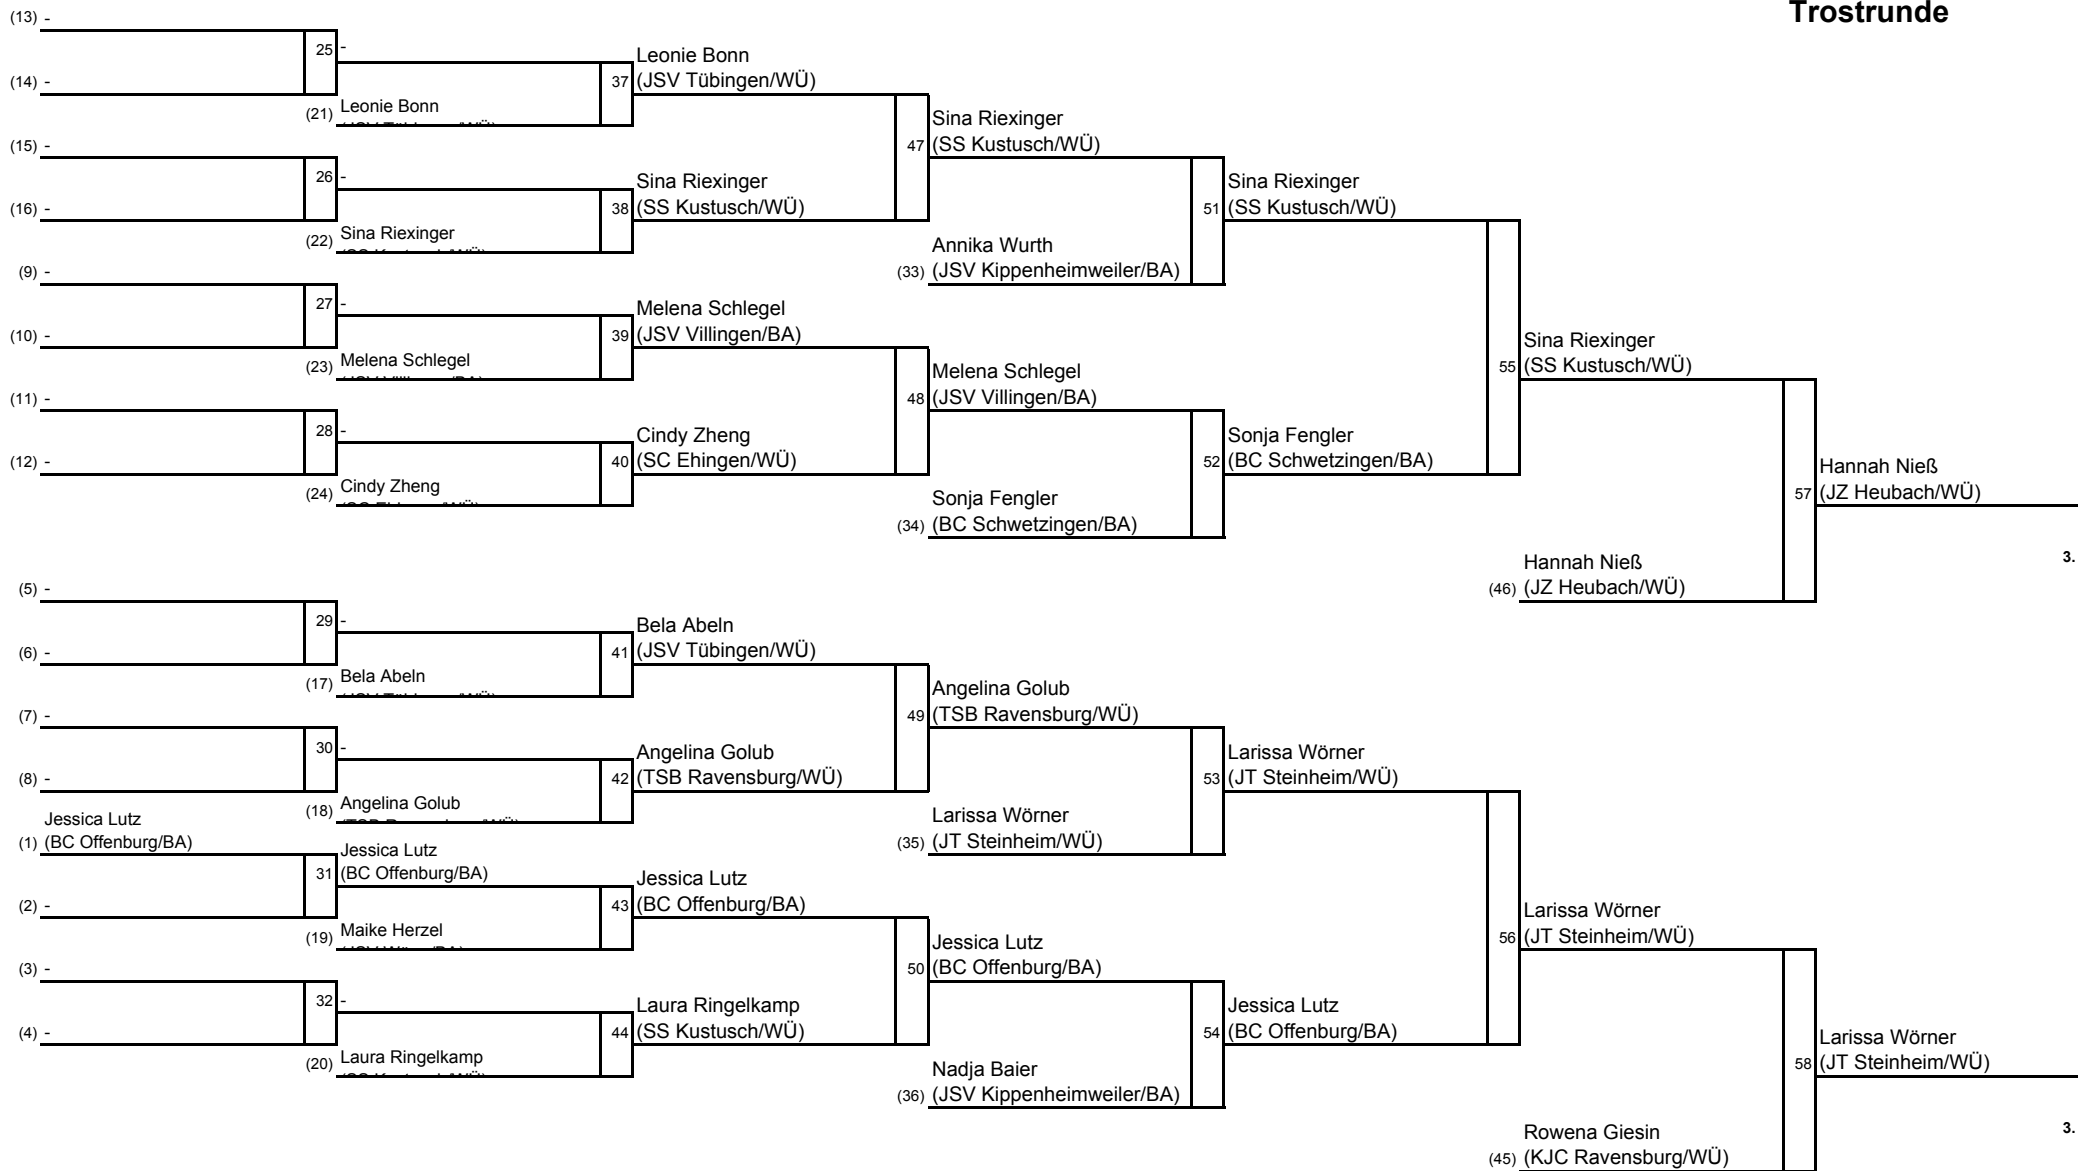 Trostrunde
(13) -
25 -
(14) -
(21) Leonie Bonn
37 Leonie Bonn
(JSV Tübingen/WÜ)
(15) -
26 -
(16) -
(22) Sina Riexinger
38 Sina Riexinger
(SS Kustusch/WÜ)
47 Sina Riexinger
(SS Kustusch/WÜ)
(33) Annika Wurth
(JSV Kippenheimweiler/BA)
51 Sina Riexinger
(SS Kustusch/WÜ)
(9) -
27 -
(10) -
(23) Melena Schlegel
39 Melena Schlegel
(JSV Villingen/BA)
(11) -
28 -
(12) -
(24) Cindy Zheng
40 Cindy Zheng
(SC Ehingen/WÜ)
48 Melena Schlegel
(JSV Villingen/BA)
(34) Sonja Fengler
(BC Schwetzingen/BA)
52 Sonja Fengler
(BC Schwetzingen/BA)
55 Sina Riexinger
(SS Kustusch/WÜ)
(46) Hannah Nieß
(JZ Heubach/WÜ)
57 Hannah Nieß
(JZ Heubach/WÜ)
3.
(5) -
29 -
(6) -
(17) Bela Abeln
41 Bela Abeln
(JSV Tübingen/WÜ)
(7) -
30 -
(8) -
(18) Angelina Golub
42 Angelina Golub
(TSB Ravensburg/WÜ)
49 Angelina Golub
(TSB Ravensburg/WÜ)
(35) Larissa Wörner
(JT Steinheim/WÜ)
53 Larissa Wörner
(JT Steinheim/WÜ)
Jessica Lutz
(1) (BC Offenburg/BA)
31 Jessica Lutz
(BC Offenburg/BA)
(2) -
(19) Maike Herzel
43 Jessica Lutz
(BC Offenburg/BA)
(3) -
32 -
(4) -
(20) Laura Ringelkamp
44 Laura Ringelkamp
(SS Kustusch/WÜ)
50 Jessica Lutz
(BC Offenburg/BA)
(36) Nadja Baier
(JSV Kippenheimweiler/BA)
54 Jessica Lutz
(BC Offenburg/BA)
56 Larissa Wörner
(JT Steinheim/WÜ)
(45) Rowena Giesin
(KJC Ravensburg/WÜ)
58 Larissa Wörner
(JT Steinheim/WÜ)
3.